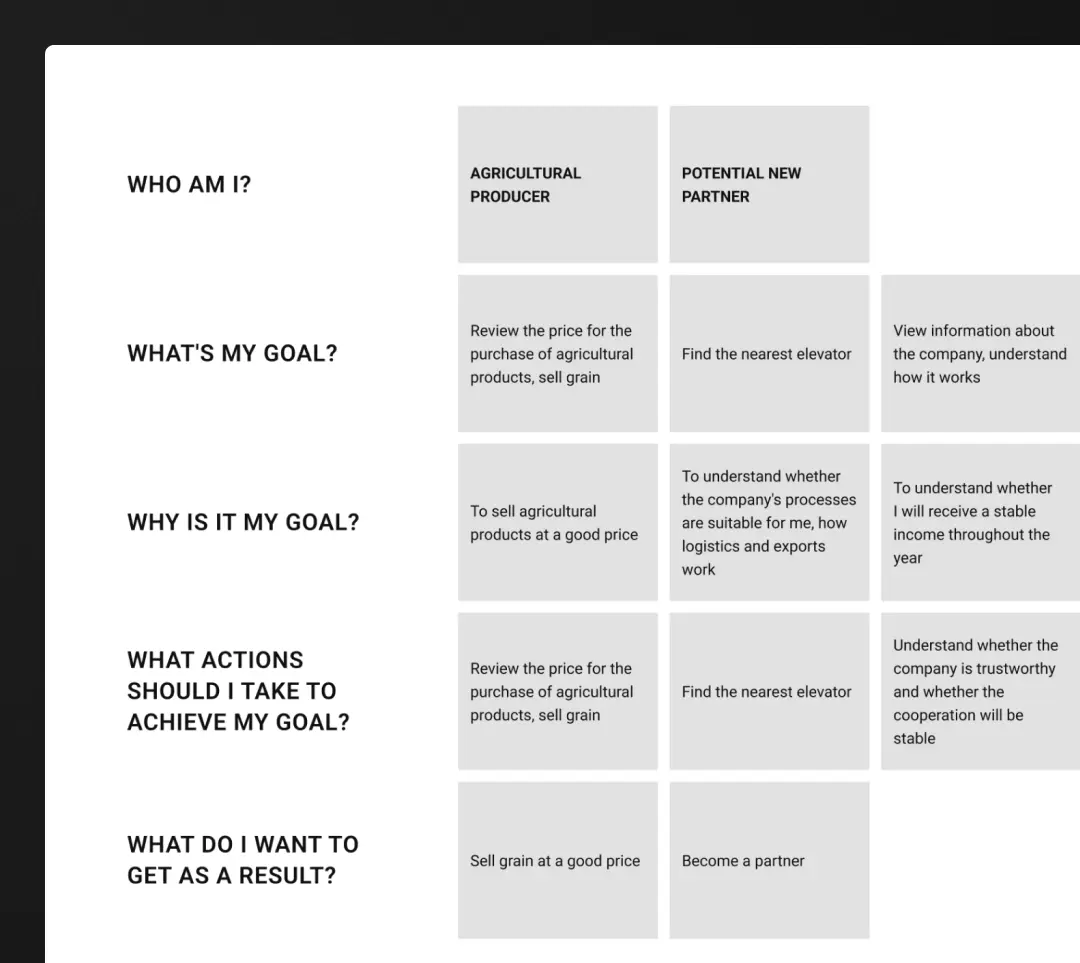 WHO AM I?
AGRICULTURAL
PRODUCER
POTENTIAL NEW
PARTNER
WHAT'S MY GOAL?
Review the price for the
purchase of agricultural
products, sell grain
Find the nearest elevator
View information about
the company, understand
how it works
WHY IS IT MY GOAL?
To sell agricultural
products at a good price
To understand whether
the company's processes
are suitable for me, how
logistics and exports
work
To understand whether
I will receive a stable
income throughout the
year
WHAT ACTIONS
SHOULD I TAKE TO
ACHIEVE MY GOAL?
Review the price for the
purchase of agricultural
products, sell grain
Find the nearest elevator
Understand whether the
company is trustworthy
and whether the
cooperation will be
stable
WHAT DO I WANT TO
GET AS A RESULT?
Sell grain at a good price
Become a partner